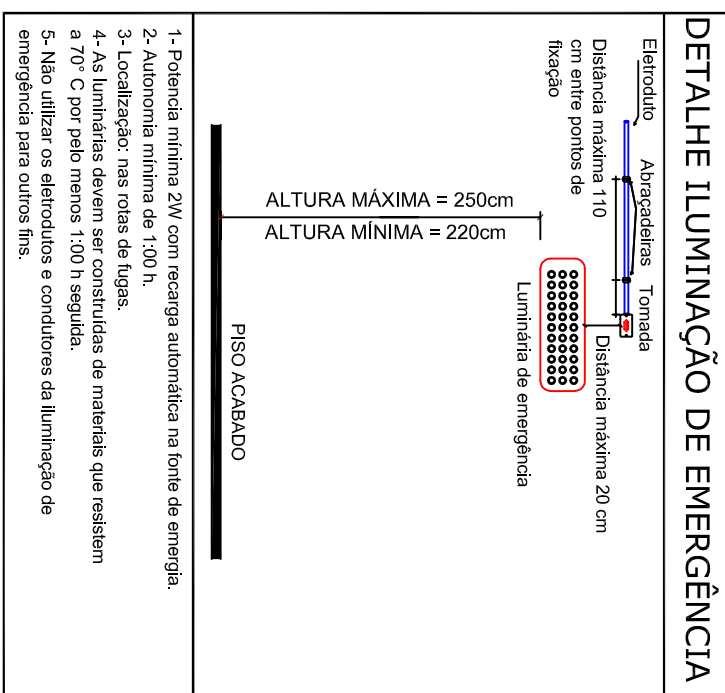 DETALHE ILUMINAÇÃO DE EMERGÊNCIA
Eletroduto
Abraçadeiras
Tomada
Distância máxima 110
cm entre pontos de
fixação
Distância máxima 20 cm
Luminária de emergência
ALTURA MÁXIMA = 250cm
ALTURA MÍNIMA = 220cm
PISO ACABADO
1- Potencia mínima 2W com recarga automática na fonte de emergia.
2- Autonomia mínima de 1:00 h.
3- Localização: nas rotas de fugas.
4- As luminárias devem ser construídas de materiais que resistem
a 70° C por pelo menos 1:00 h seguida.
5- Não utilizar os eletrodutos e condutores da iluminação de
emergência para outros fins.